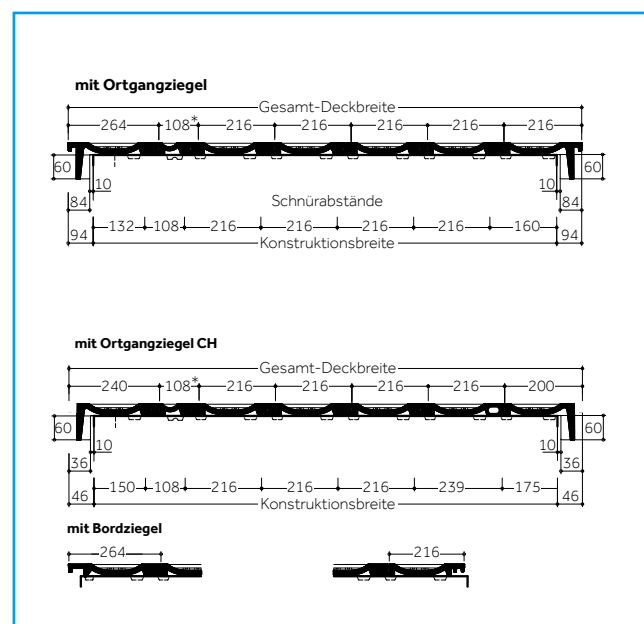 mit Ortgangziegel
Gesamt-Deckbreite
264 108* 216 216 216 216 216
60 60
10 10
84 Schnürabstände 84
132 108 216 216 216 216 160
94 Konstruktionsbreite 94
mit Ortgangziegel CH
Gesamt-Deckbreite
240 108* 216 216 216 216 200
60 60
10 10
36 36
150 108 216 216 216 239 175
46 Konstruktionsbreite 46
mit Bordziegel
264 216